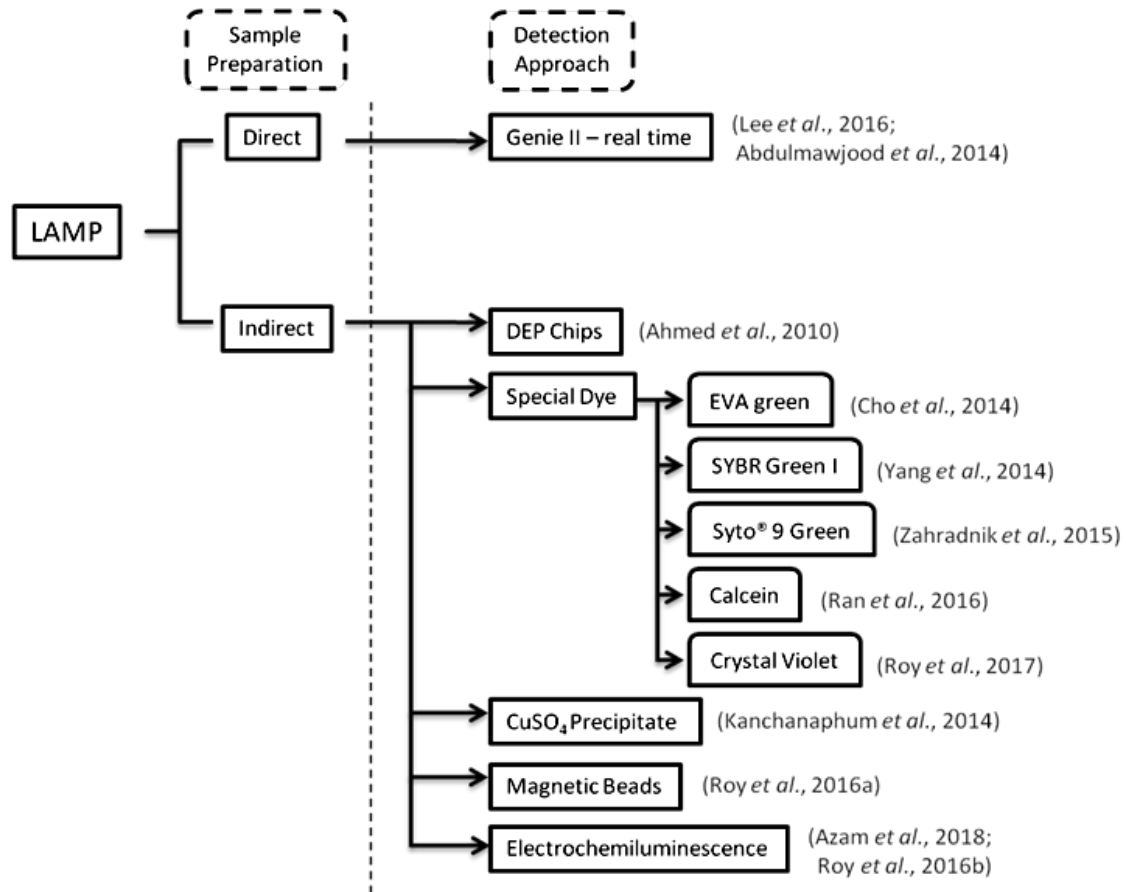 Sample
Preparation
Detection
Approach
Direct
Genie II – real time
(Lee et al., 2016;
Abdulmawjood et al., 2014)
LAMP
Indirect
DEP Chips
(Ahmed et al., 2010)
Special Dye
EVA green
(Cho et al., 2014)
SYBR Green I
(Yang et al., 2014)
Syto® 9 Green
(Zahradnik et al., 2015)
Calcein
(Ran et al., 2016)
Crystal Violet
(Roy et al., 2017)
CuSO₄ Precipitate
(Kanchanaphum et al., 2014)
Magnetic Beads
(Roy et al., 2016a)
Electrochemiluminescence
(Azam et al., 2018;
Roy et al., 2016b)